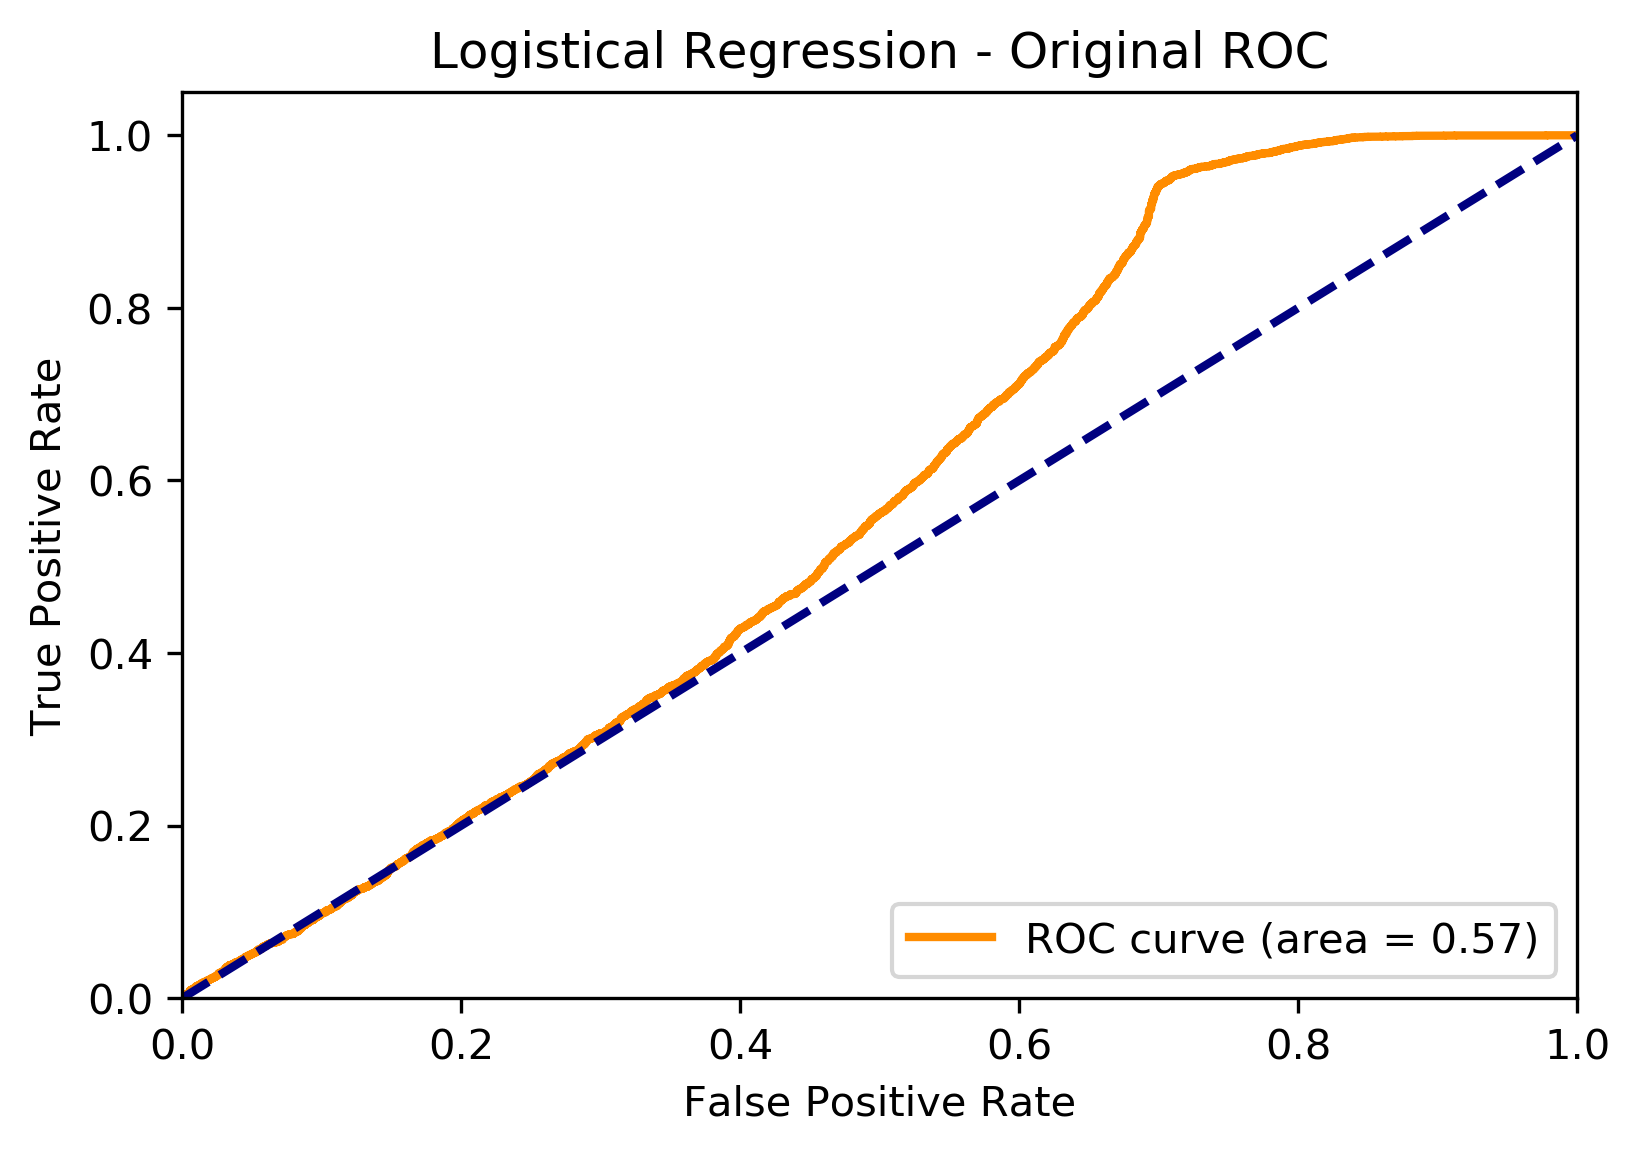 Logistical Regression - Original ROC
1.0
0.8
0.6
0.4
0.2
0.0
True Positive Rate
ROC curve (area = 0.57)
0.0 0.2 0.4 0.6 0.8 1.0
False Positive Rate